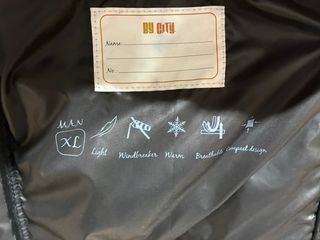 BY CITY
Name
No.
MAN
XL
Light Windbreaker Warm Breathable Compact design